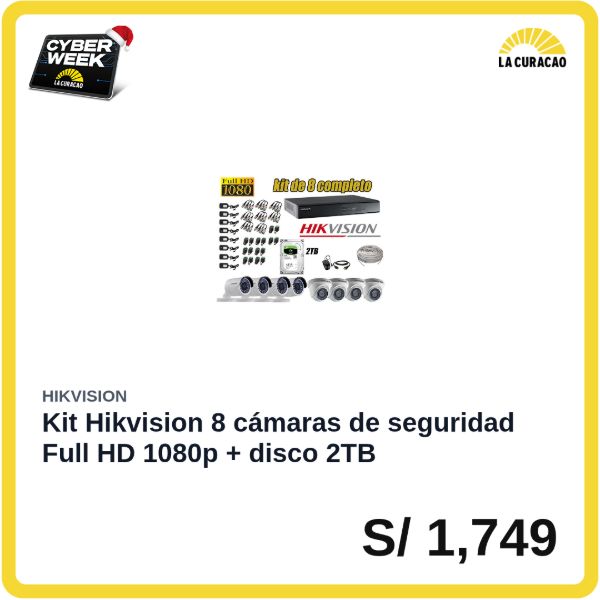 CYBER
WEEK
LA CURACAO
LA CURACAO
Full HD
1080
kit de 8 completo
HIKVISION
2TB
HIKVISION
Kit Hikvision 8 cámaras de seguridad
Full HD 1080p + disco 2TB
S/ 1,749